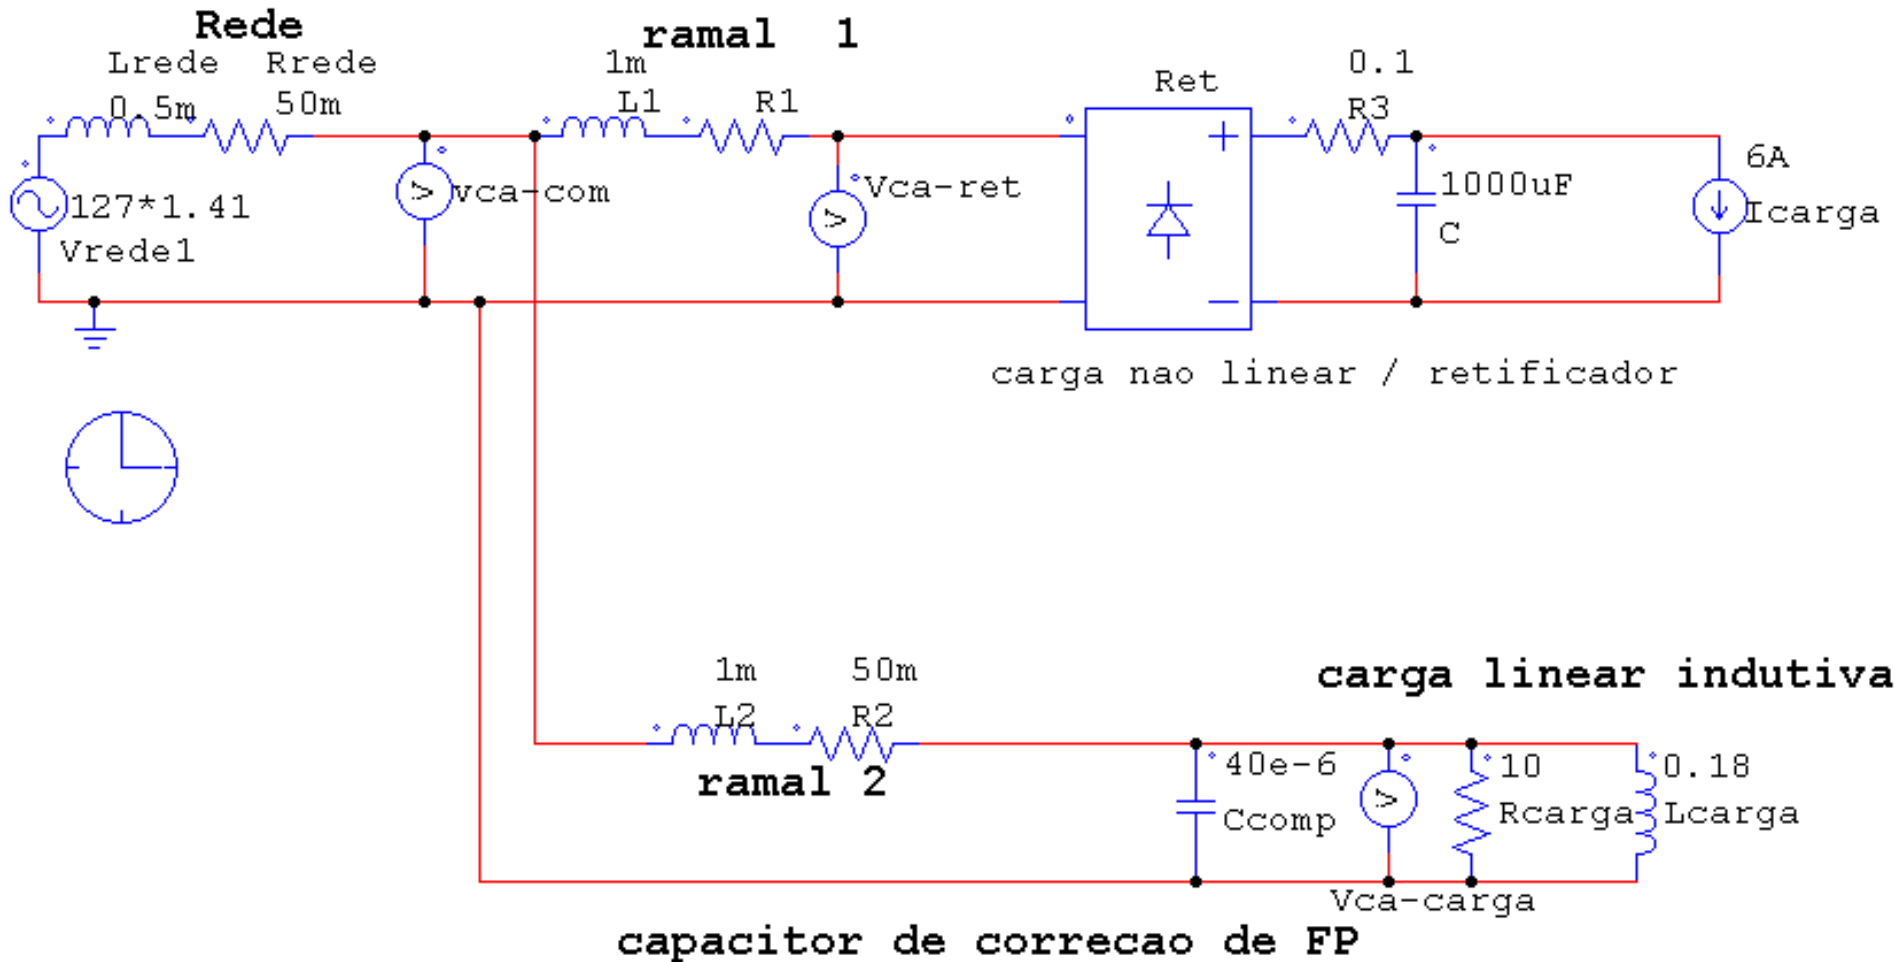 Rede
ramal 1
Lrede Rrede
0.5m 50m
1m
L1 R1
Ret
0.1
R3
127*1.41
Vrede1
V
vca-com
V
Vca-ret
+
-
1000uF
C
6A
Icarga
carga nao linear / retificador
1m 50m
L2 R2
ramal 2
carga linear indutiva
40e-6
Ccomp
V
10
Rcarga
0.18
Lcarga
Vca-carga
capacitor de correcao de FP